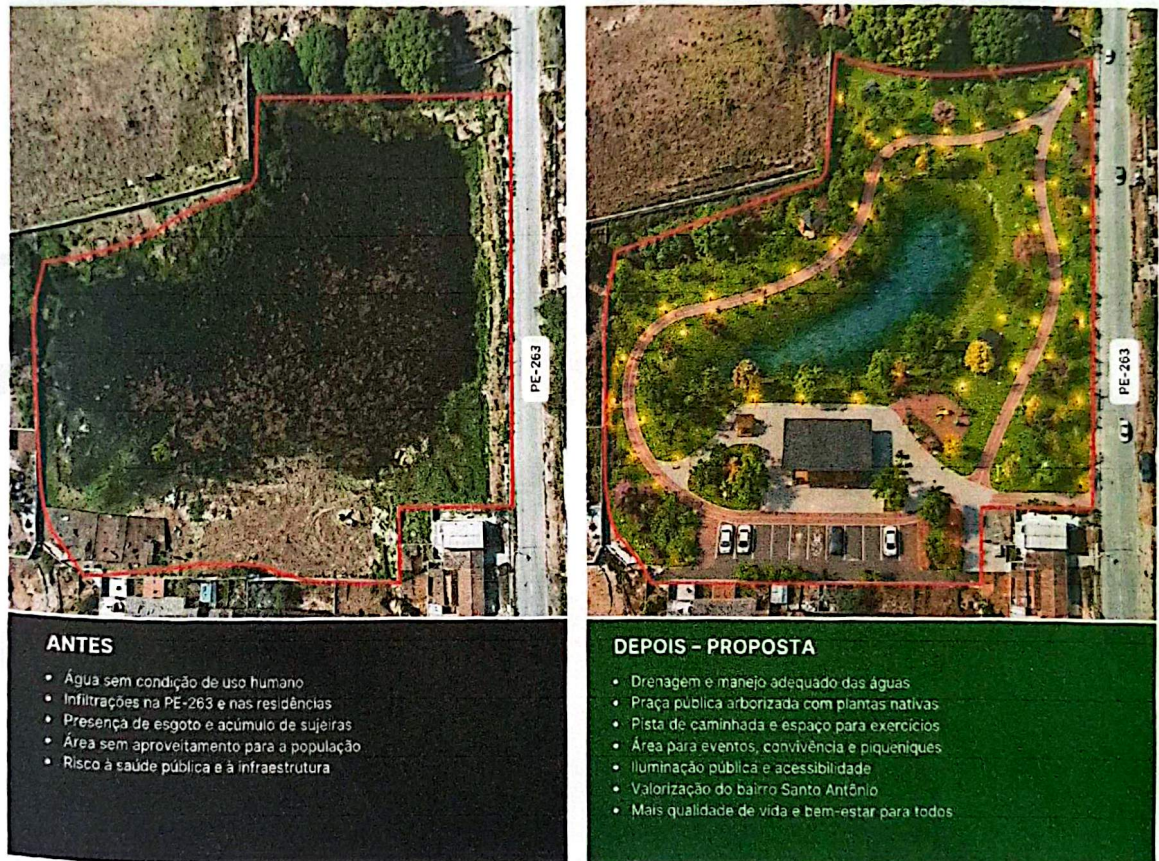 PE-263
PE-263
ANTES
• Água sem condição de uso humano
• Infiltrações na PE-263 e nas residências
• Presença de esgoto e acúmulo de sujeiras
• Área sem aproveitamento para a população
• Risco à saúde pública e à infraestrutura
DEPOIS – PROPOSTA
• Drenagem e manejo adequado das águas
• Praça pública arborizada com plantas nativas
• Pista de caminhada e espaço para exercícios
• Área para eventos, convivência e piqueniques
• Iluminação pública e acessibilidade
• Valorização do bairro Santo Antônio
• Mais qualidade de vida e bem-estar para todos